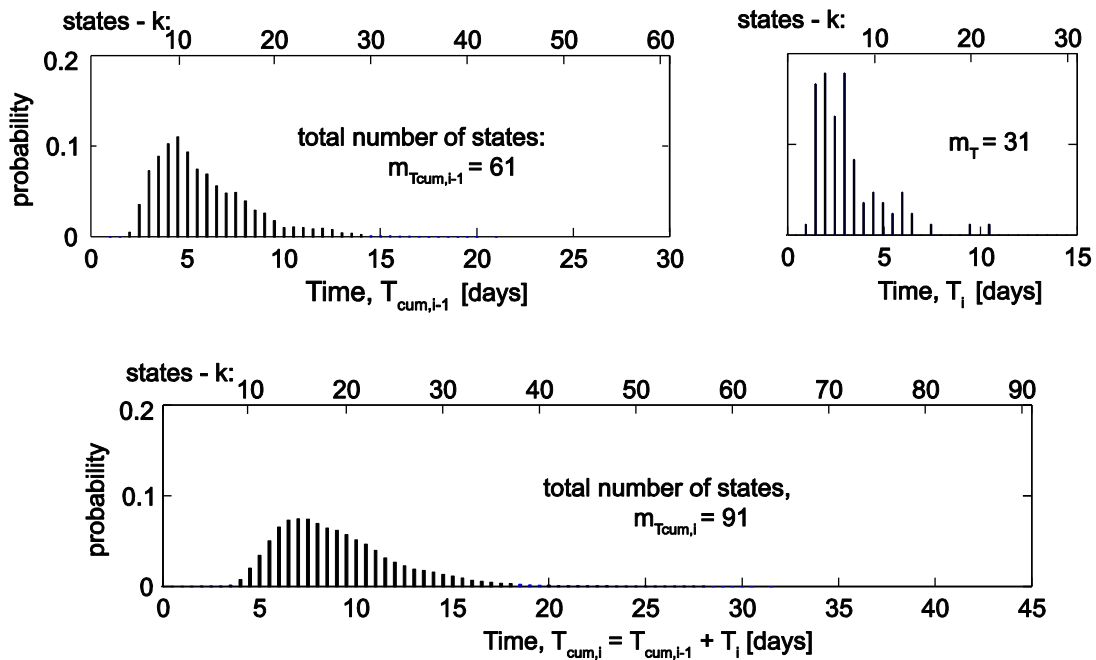 states - k:
10 20 30 40 50 60
0.2
0.1
0
probability
total number of states:
m_Tcum,i-1 = 61
0 5 10 15 20 25 30
Time, T_cum,i-1 [days]
states - k:
10 20 30
m_T = 31
0 5 10 15
Time, T_i [days]
states - k:
10 20 30 40 50 60 70 80 90
0.2
0.1
0
probability
total number of states,
m_Tcum,i = 91
0 5 10 15 20 25 30 35 40 45
Time, T_cum,i = T_cum,i-1 + T_i [days]